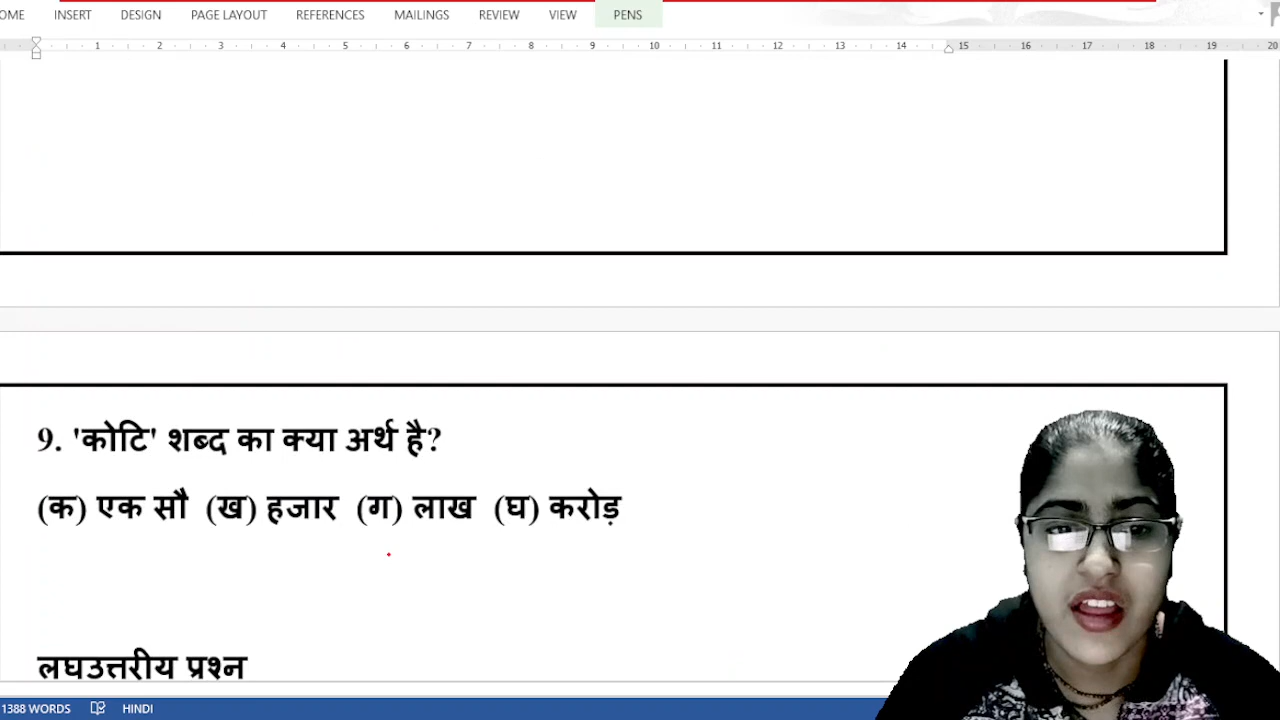 OME INSERT DESIGN PAGE LAYOUT REFERENCES MAILINGS REVIEW VIEW PENS
1 2 3 4 5 6 7 8 9 10 11 12 13 14 15 16 17 18 19 20
9. 'कोटि' शब्द का क्या अर्थ है?
(क) एक सौ (ख) हजार (ग) लाख (घ) करोड़
लघउत्तरीय प्रश्न
1388 WORDS HINDI